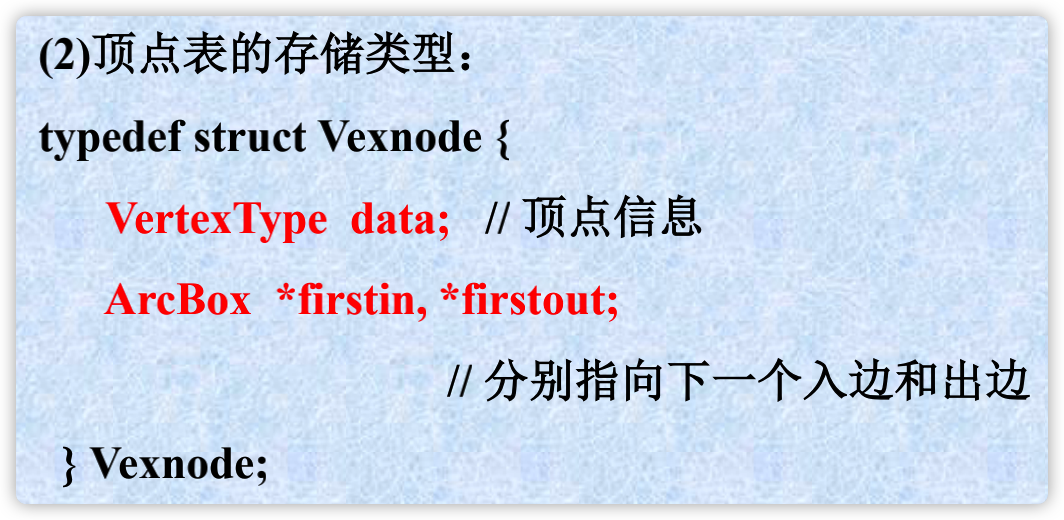 (2)顶点表的存储类型：
typedef struct Vexnode {
VertexType data; // 顶点信息
ArcBox *firstin, *firstout;
// 分别指向下一个入边和出边
} Vexnode;